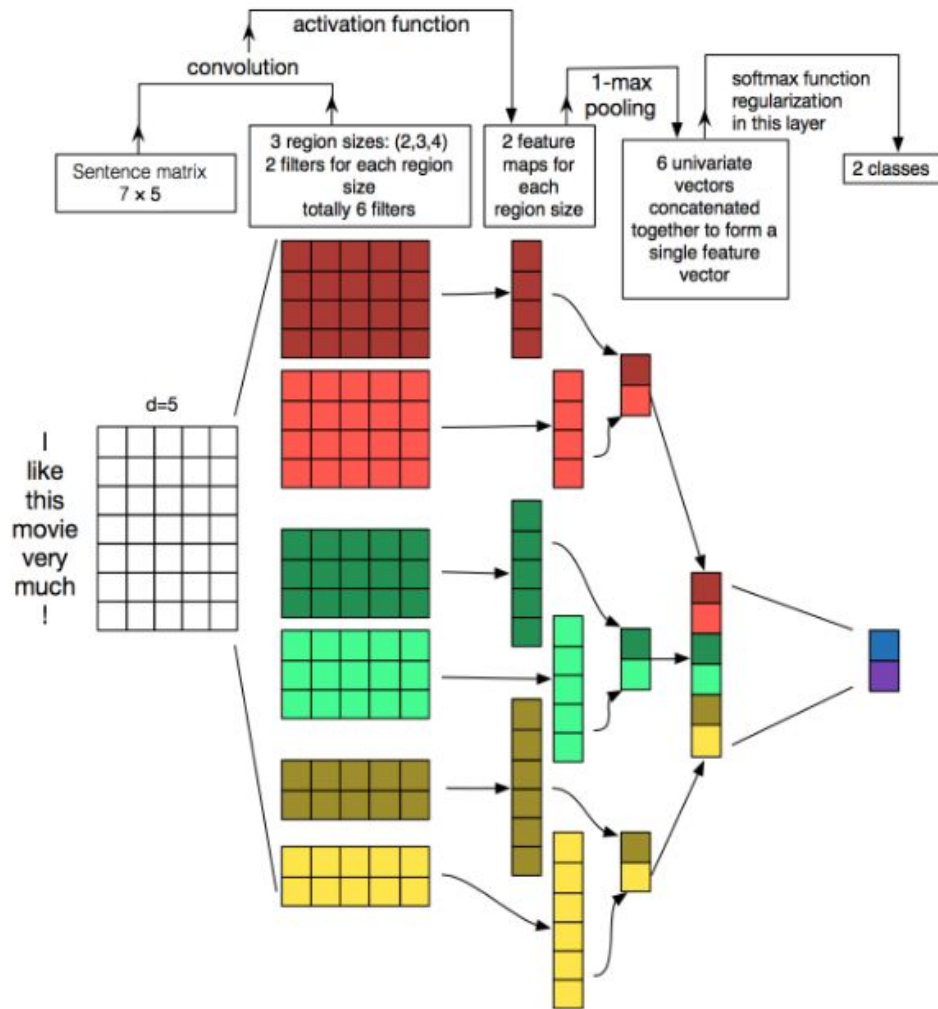 activation function
convolution
1-max
pooling
softmax function
regularization
in this layer
Sentence matrix
7 × 5
3 region sizes: (2,3,4)
2 filters for each region
size
totally 6 filters
2 feature
maps for
each
region size
6 univariate
vectors
concatenated
together to form a
single feature
vector
2 classes
d=5
I
like
this
movie
very
much
!